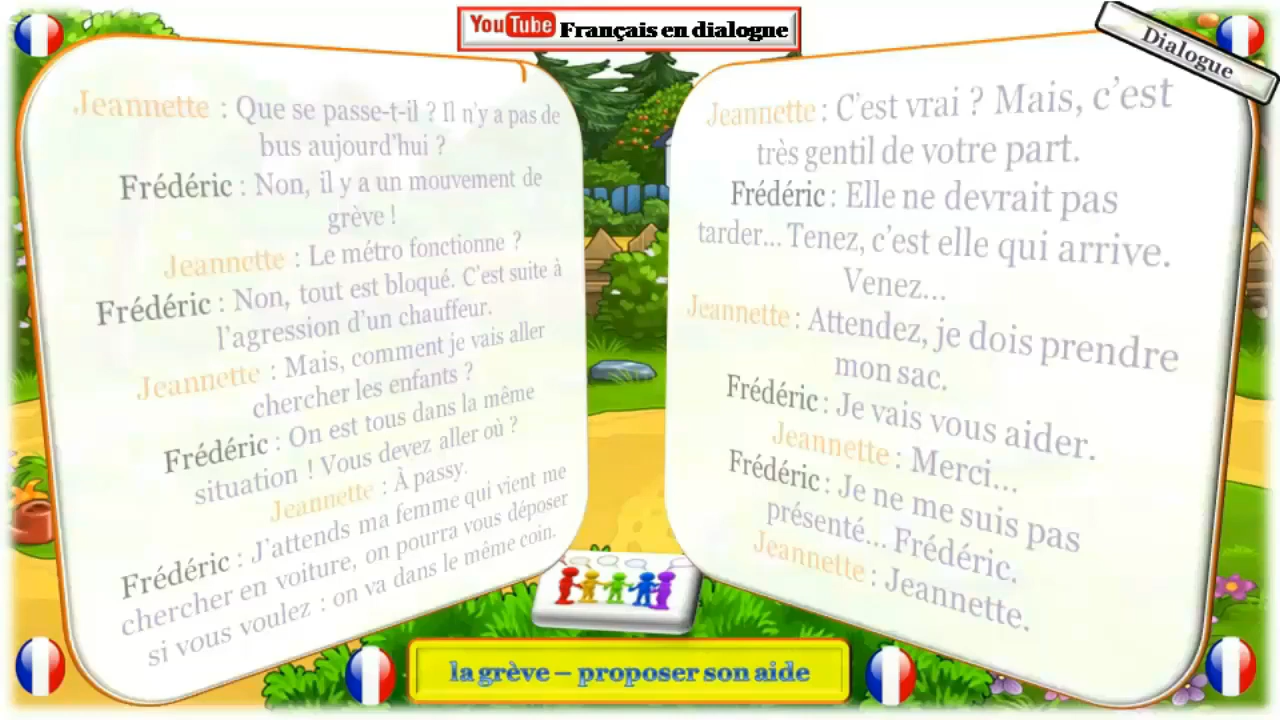 YouTube Français en dialogue
Dialogue
Jeannette : Que se passe-t-il ? Il n'y a pas de
bus aujourd'hui ?
Frédéric : Non, il y a un mouvement de
grève !
Jeannette : Le métro fonctionne ?
Frédéric : Non, tout est bloqué. C'est suite à
l'agression d'un chauffeur.
Jeannette : Mais, comment je vais aller
chercher les enfants ?
Frédéric : On est tous dans la même
situation ! Vous devez aller où ?
Jeannette : À passy.
Frédéric : J'attends ma femme qui vient me
chercher en voiture, on pourra vous déposer
si vous voulez : on va dans le même coin.
Jeannette : C'est vrai ? Mais, c'est
très gentil de votre part.
Frédéric : Elle ne devrait pas
tarder... Tenez, c'est elle qui arrive.
Venez...
Jeannette : Attendez, je dois prendre
mon sac.
Frédéric : Je vais vous aider.
Jeannette : Merci...
Frédéric : Je ne me suis pas
présenté... Frédéric.
Jeannette : Jeannette.
la grève – proposer son aide